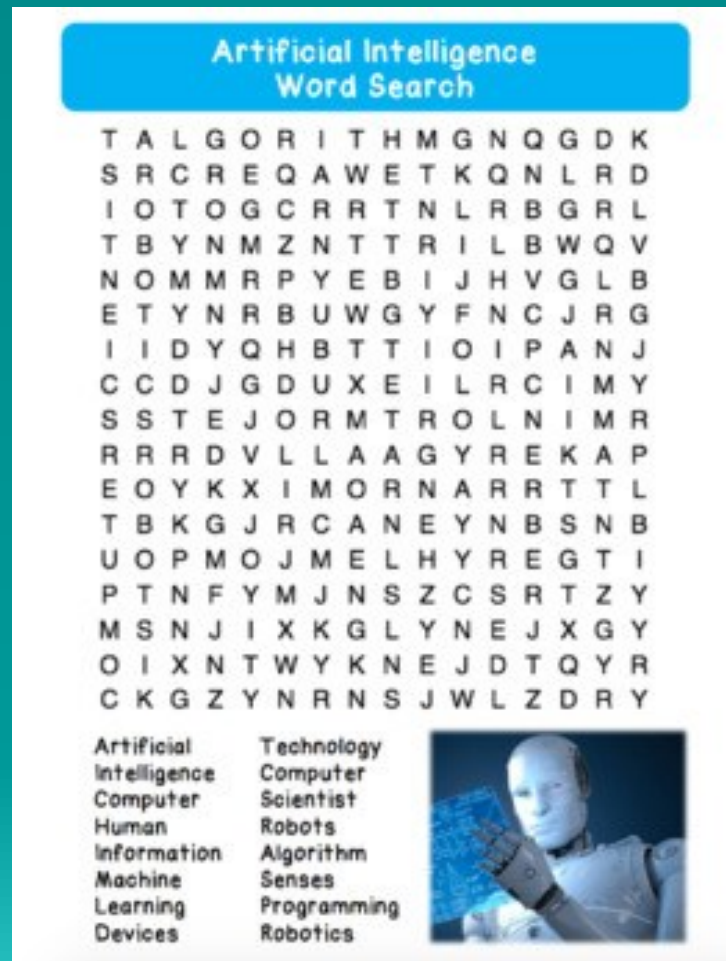 Artificial Intelligence
Word Search
T A L G O R I T H M G N Q G D K
S R C R E Q A W E T K Q N L R D
I O T O G C R R T N L R B G R L
T B Y N M Z N T T R I L B W Q V
N O M M R P Y E B I J H V G L B
E T Y N R B U W G Y F N C J R G
I I D Y Q H B T T I O I P A N J
C C D J G D U X E I L R C I M Y
S S T E J O R M T R O L N I M R
R R R D V L L A A G Y R E K A P
E O Y K X I M O R N A R R T T L
T B K G J R C A N E Y N B S N B
U O P M O J M E L H Y R E G T I
P T N F Y M J N S Z C S R T Z Y
M S N J I X K G L Y N E J X G Y
O I X N T W Y K N E J D T Q Y R
C K G Z Y N R N S J W L Z D R Y
Artificial Technology
Intelligence Computer
Computer Scientist
Human Robots
Information Algorithm
Machine Senses
Learning Programming
Devices Robotics